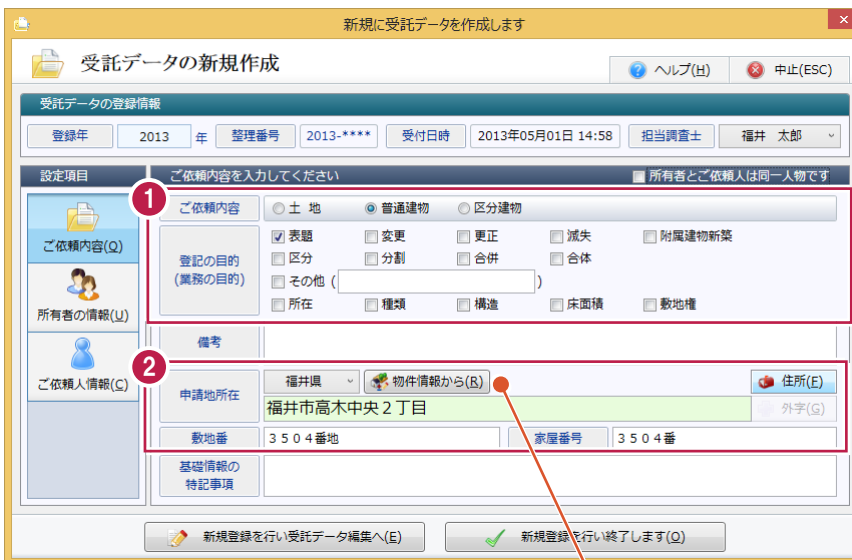 新規に受託データを作成します
受託データの新規作成 ヘルプ(H) 中止(ESC)
受託データの登録情報
登録年 2013 年 整理番号 2013-**** 受付日時 2013年05月01日 14:58 担当調査士 福井 太郎
設定項目 ご依頼内容を入力してください 所有者とご依頼人は同一人物です
1
ご依頼内容 土 地 普通建物 区分建物
ご依頼内容(Q)
登記の目的
(業務の目的)
表題 変更 更正 滅失 附属建物新築
区分 分割 合併 合体
その他 ( )
所在 種類 構造 床面積 敷地権
所有者の情報(U)
備考
2
ご依頼人情報(C)
申請地所在 福井県 物件情報から(R) 住所(F)
福井市高木中央2丁目 外字(G)
敷地番 3504番地 家屋番号 3504番
基礎情報の
特記事項
新規登録を行い受託データ編集へ(E) 新規登録を行い終了します(O)